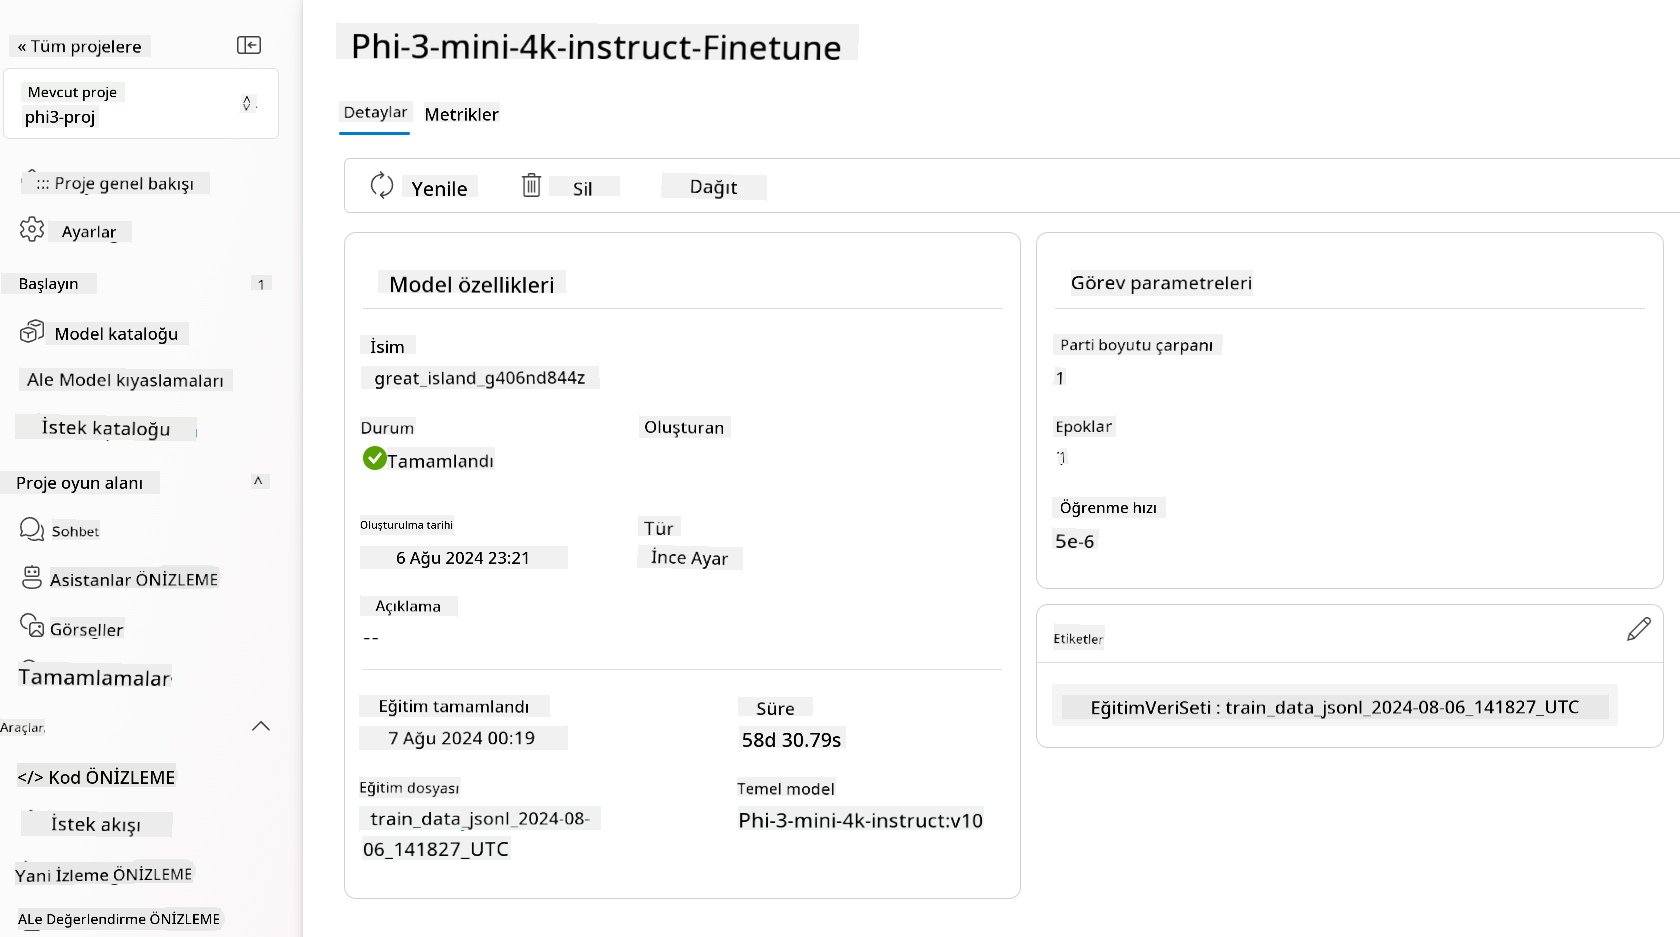 « Tüm projelere
Mevcut proje
phi3-proj
::: Proje genel bakışı
Ayarlar
Başlayın
1
Model kataloğu
Ale Model kıyaslamaları
İstek kataloğu
Proje oyun alanı
^
Sohbet
Asistanlar ÖNİZLEME
Görseller
Tamamlamalar
Araçlar
</> Kod ÖNİZLEME
İstek akışı
Yani İzleme ÖNİZLEME
ALe Değerlendirme ÖNİZLEME
Phi-3-mini-4k-instruct-Finetune
Detaylar
Metrikler
Yenile
Sil
Dağıt
Model özellikleri
İsim
great_island_g406nd844z
Durum
Oluşturan
Tamamlandı
Oluşturulma tarihi
Tür
6 Ağu 2024 23:21
İnce Ayar
Açıklama
--
Eğitim tamamlandı
Süre
7 Ağu 2024 00:19
58d 30.79s
Eğitim dosyası
Temel model
train_data_jsonl_2024-08-
06_141827_UTC
Phi-3-mini-4k-instruct:v10
Görev parametreleri
Parti boyutu çarpanı
1
Epoklar
1
Öğrenme hızı
5e-6
Etiketler
EğitimVeriSeti : train_data_jsonl_2024-08-06_141827_UTC